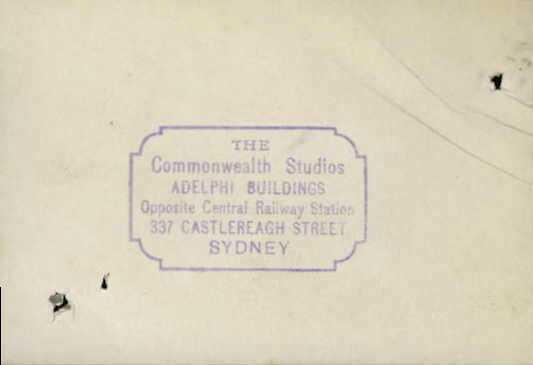 THE
Commonwealth Studios
ADELPHI BUILDINGS
Opposite Central Railway Station
337 CASTLEREAGH STREET
SYDNEY